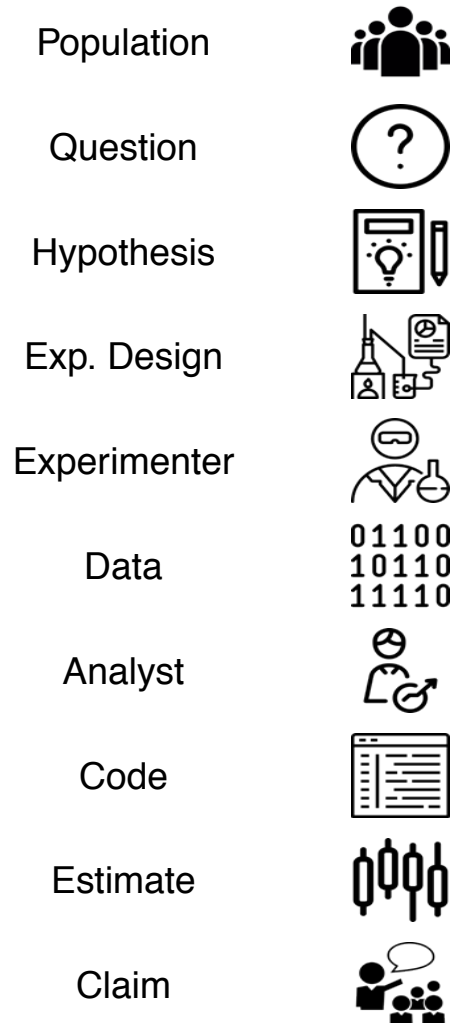 Population
Question
?
Hypothesis
Exp. Design
Experimenter
Data
01100
10110
11110
Analyst
Code
Estimate
Claim